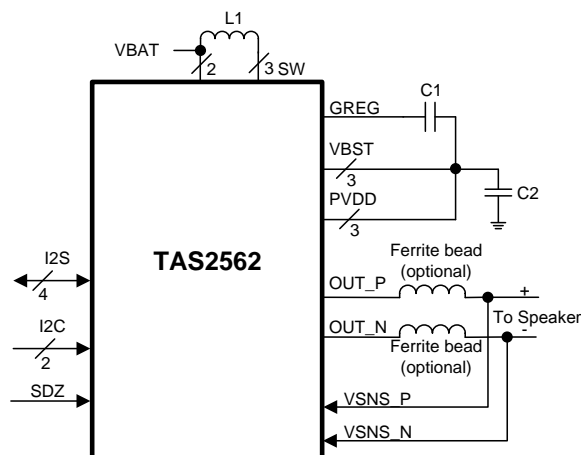 L1
VBAT
2
3
SW
GREG
C1
VBST
3
C2
PVDD
3
TAS2562
I2S
4
Ferrite bead
(optional)
OUT_P
+
To Speaker
I2C
2
OUT_N
-
Ferrite bead
(optional)
SDZ
VSNS_P
VSNS_N